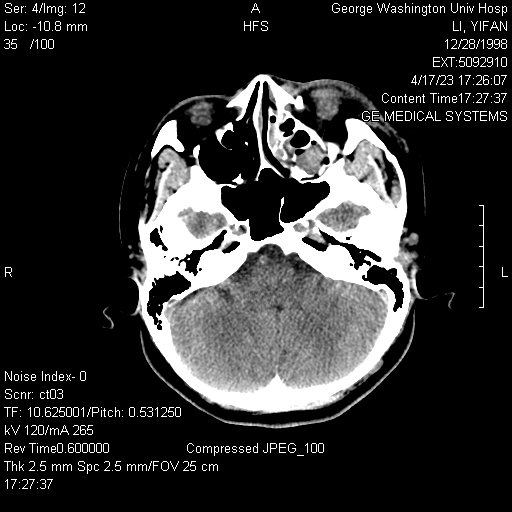 Ser: 4/Img: 12
Loc: -10.8 mm
35 /100
A
HFS
George Washington Univ Hosp
LI, YIFAN
12/28/1998
EXT:5092910
4/17/23 17:26:07
Content Time17:27:37
GE MEDICAL SYSTEMS
R
L
Noise Index- 0
Scnr: ct03
TF: 10.625001/Pitch: 0.531250
kV 120/mA 265
Rev Time0.600000
Compressed JPEG_100
Thk 2.5 mm Spc 2.5 mm/FOV 25 cm
17:27:37